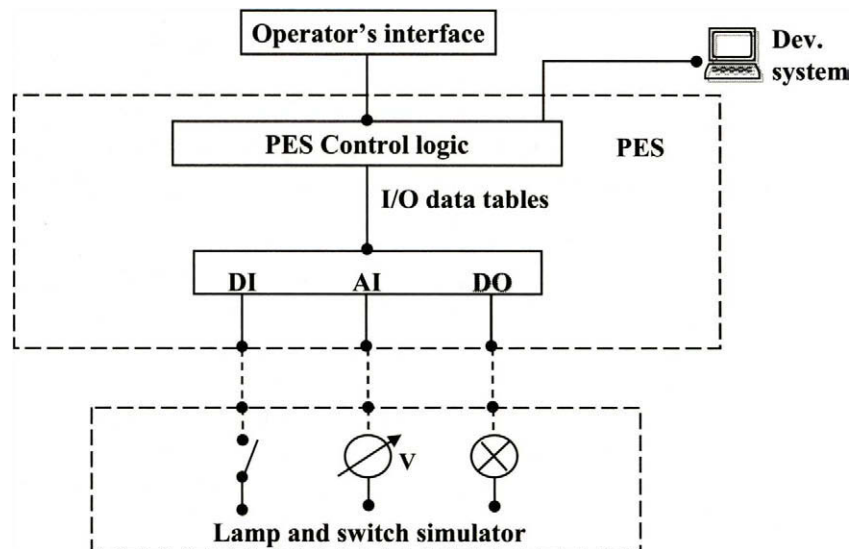 Operator's interface
Dev.
system
PES Control logic
PES
I/O data tables
DI AI DO
V
Lamp and switch simulator